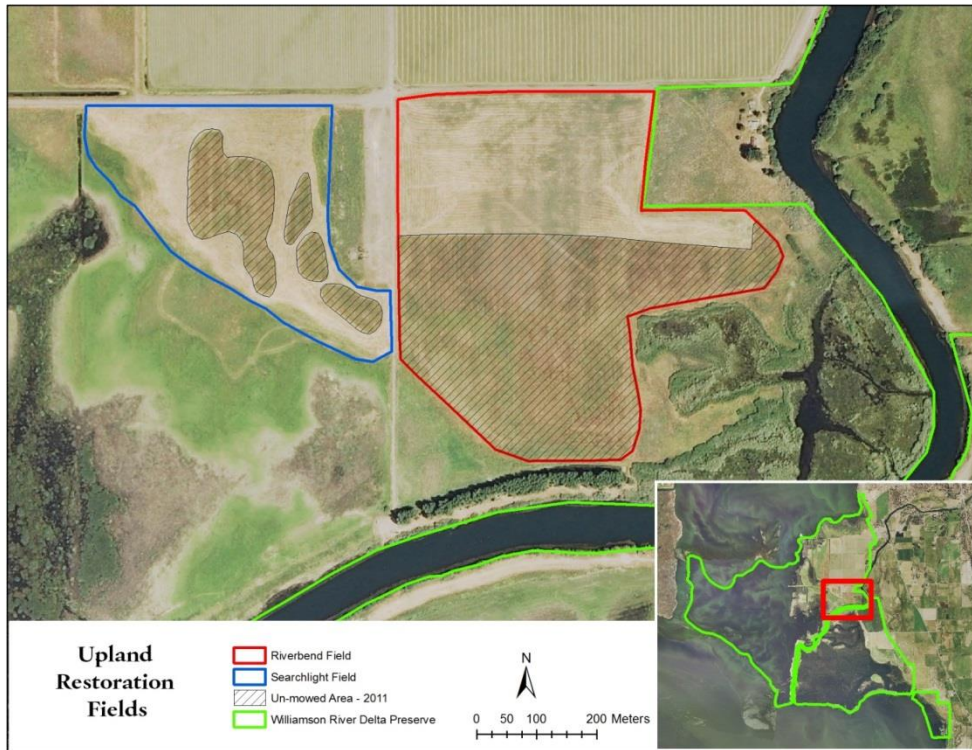 Upland
Restoration
Fields
Riverbend Field
Searchlight Field
Un-mowed Area - 2011
Williamson River Delta Preserve
N
0 50 100 200 Meters